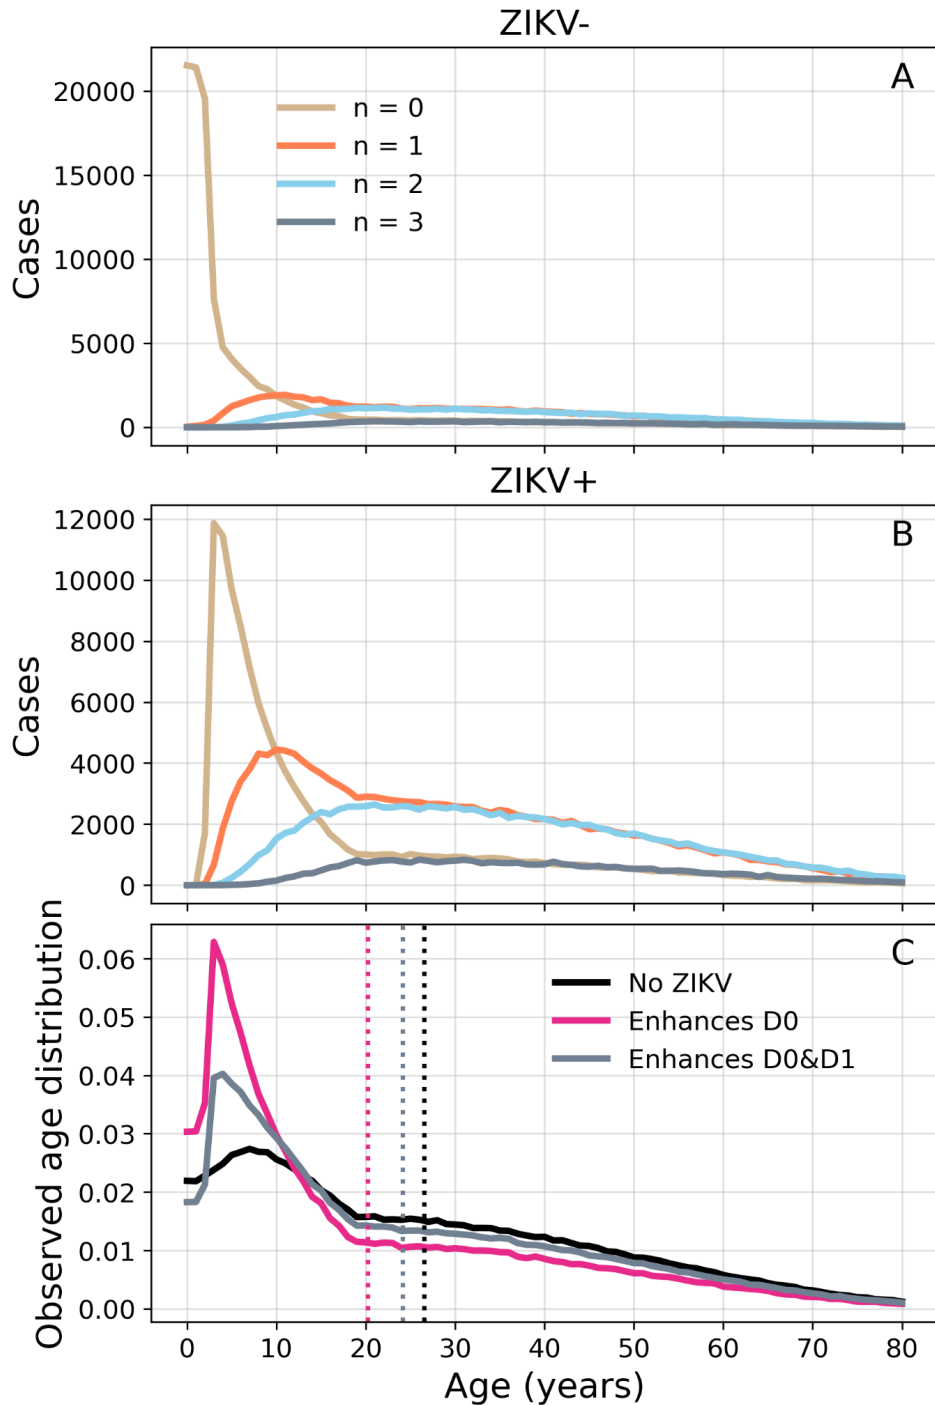 ZIKV-
A
20000
15000
10000
5000
0
Cases
n = 0
n = 1
n = 2
n = 3
ZIKV+
B
12000
10000
8000
6000
4000
2000
0
Cases
C
0.06
0.05
0.04
0.03
0.02
0.01
0.00
Observed age distribution
No ZIKV
Enhances D0
Enhances D0&D1
0 10 20 30 40 50 60 70 80
Age (years)